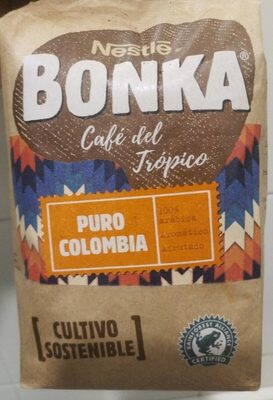 Nestlé
BONKA®
Café del
Trópico
PURO
COLOMBIA
100%
arábica
Aromático
Afrutado
CULTIVO
SOSTENIBLE
RAINFOREST ALLIANCE
CERTIFIED